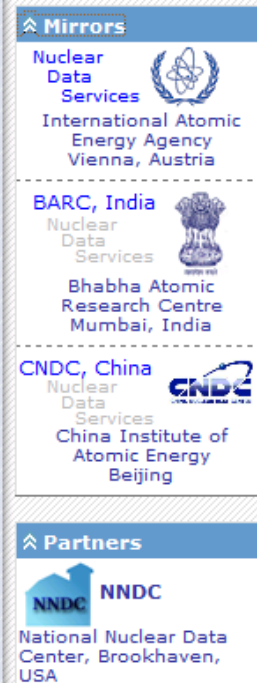 Mirrors
Nuclear
Data
Services
International Atomic
Energy Agency
Vienna, Austria
BARC, India
Nuclear
Data
Services
Bhabha Atomic
Research Centre
Mumbai, India
CNDC, China
Nuclear
Data
Services
CNDC
China Institute of
Atomic Energy
Beijing
Partners
NNDC
NNDC
National Nuclear Data
Center, Brookhaven,
USA